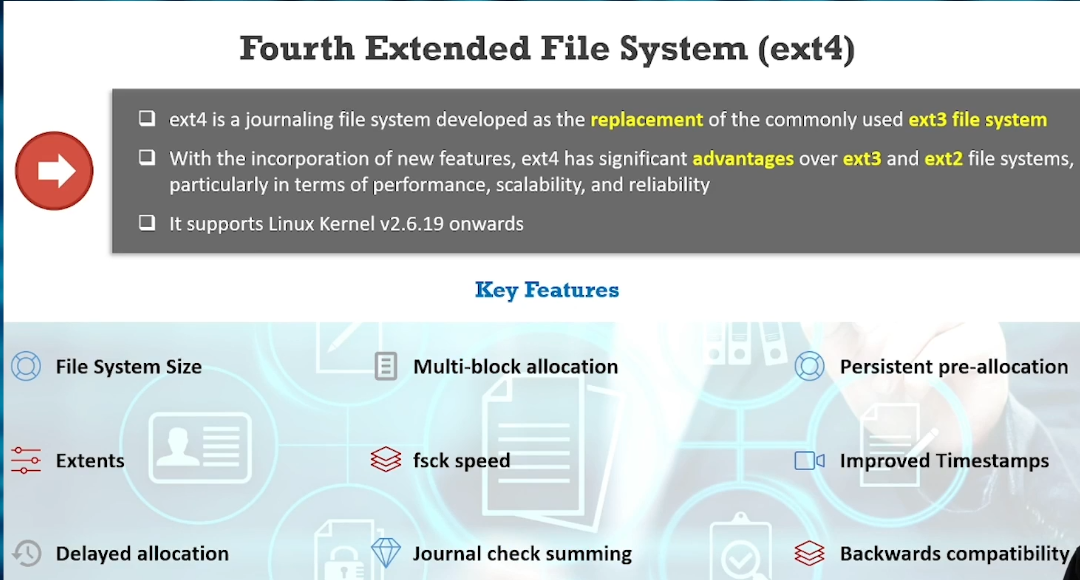 Fourth Extended File System (ext4)
ext4 is a journaling file system developed as the replacement of the commonly used ext3 file system
With the incorporation of new features, ext4 has significant advantages over ext3 and ext2 file systems,
particularly in terms of performance, scalability, and reliability
It supports Linux Kernel v2.6.19 onwards
Key Features
File System Size
Multi-block allocation
Persistent pre-allocation
Extents
fsck speed
Improved Timestamps
Delayed allocation
Journal check summing
Backwards compatibility